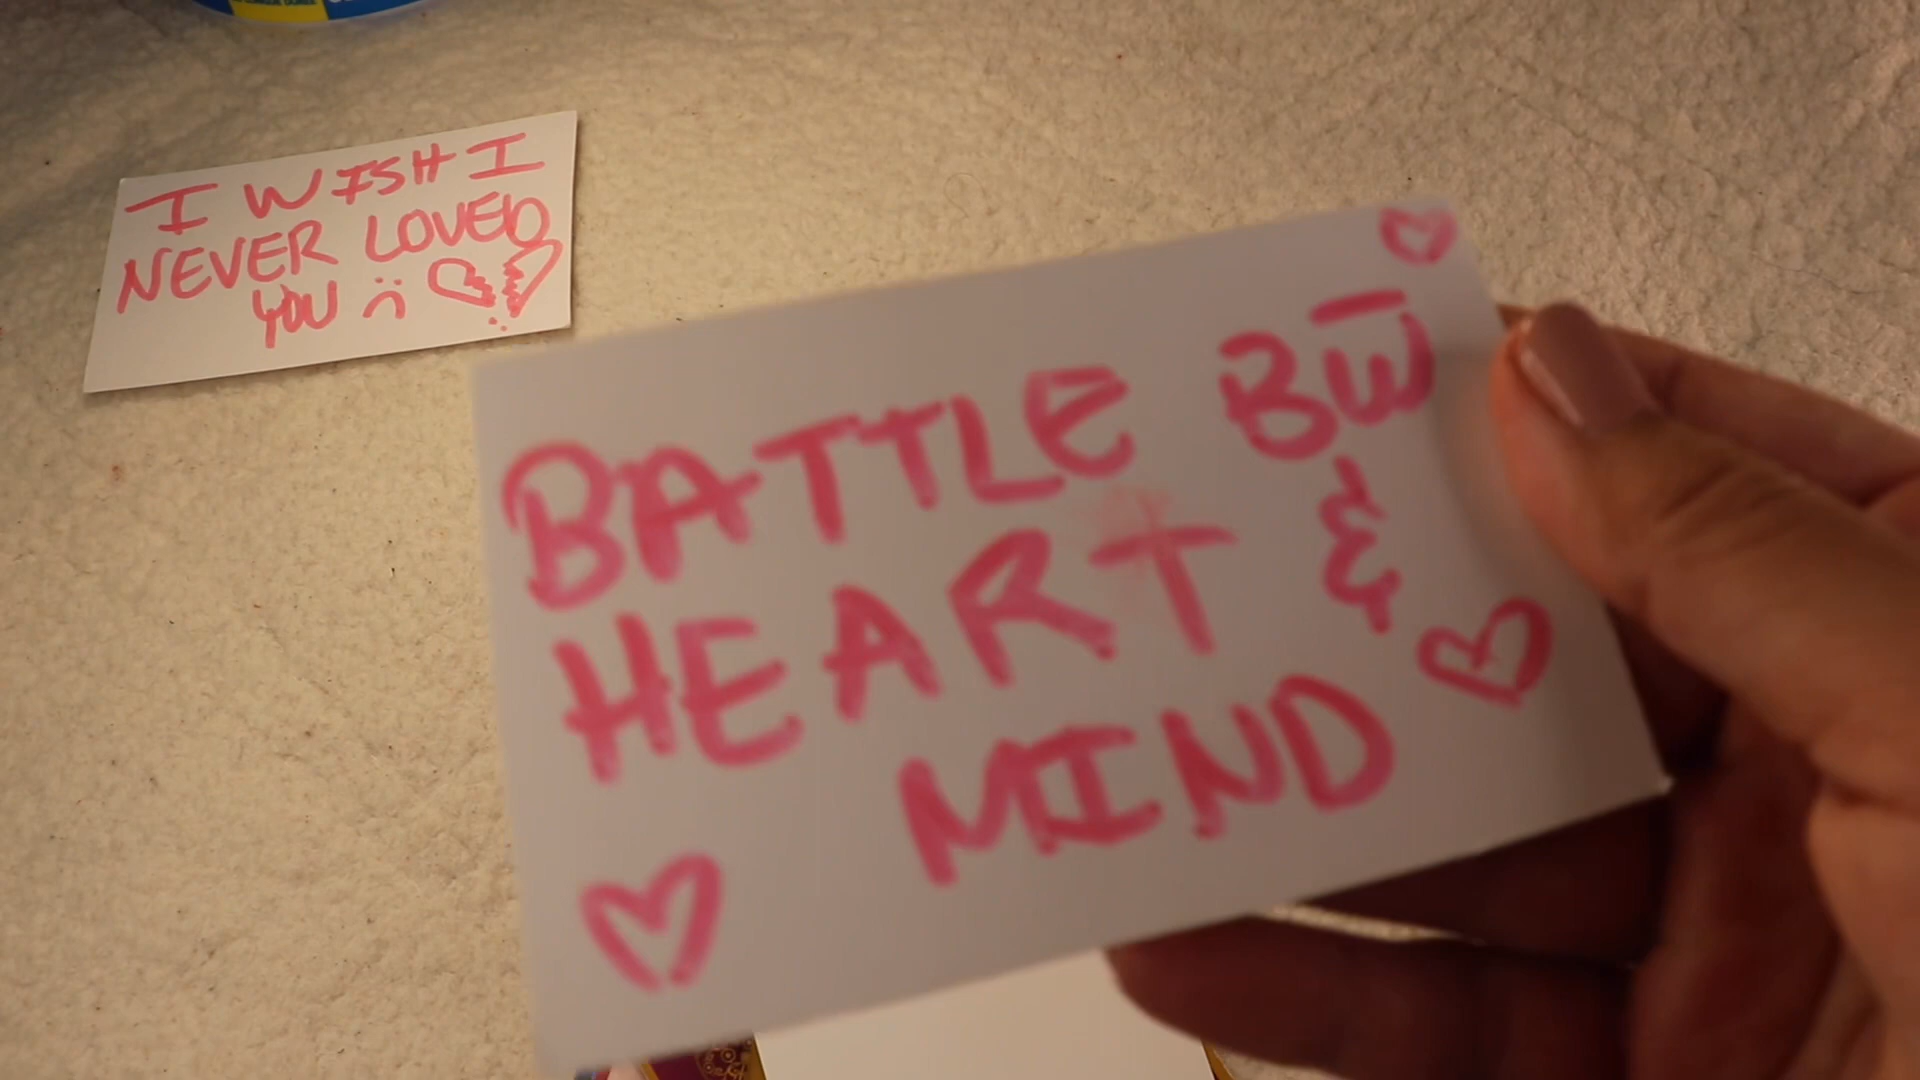 I WISH I
NEVER LOVED
YOU :(
BATTLE BW̅
HEART &
MIND